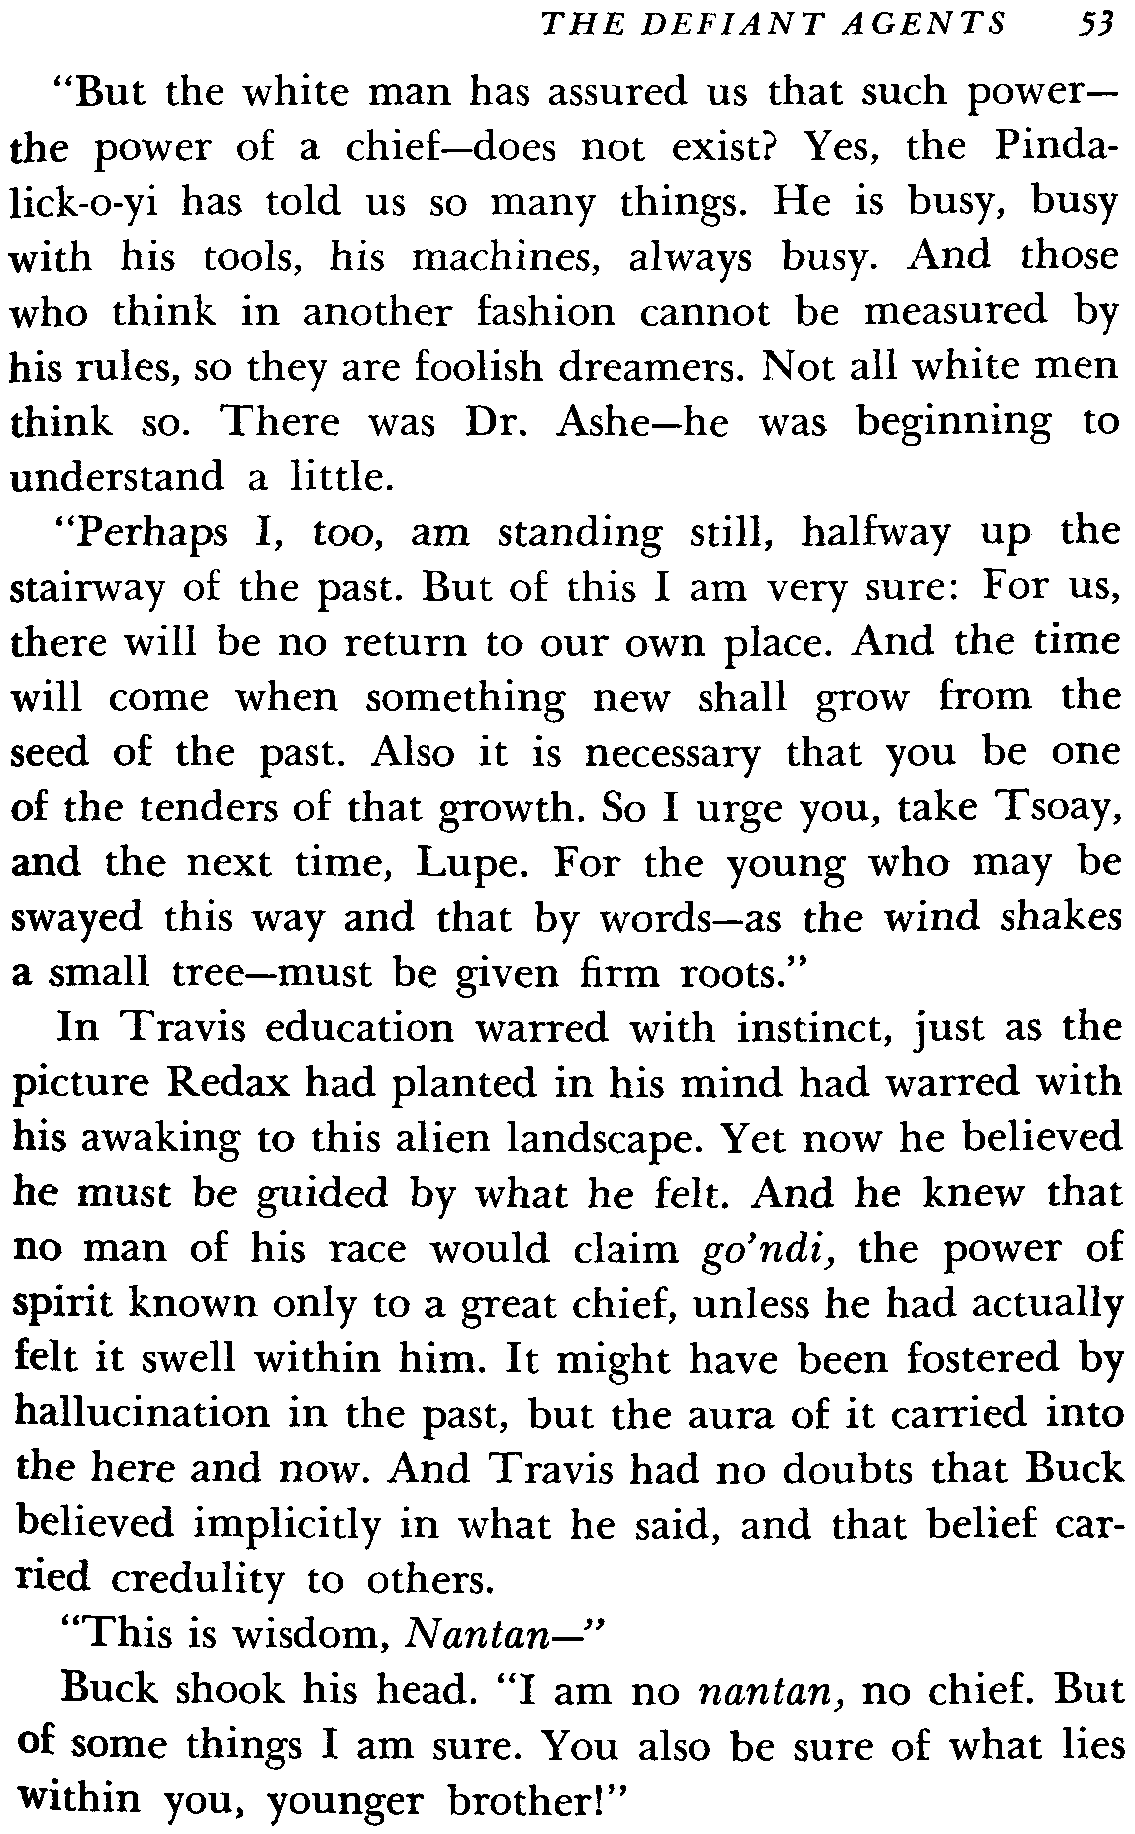 THE DEFIANT AGENTS 53
“But the white man has assured us that such power—
the power of a chief—does not exist? Yes, the Pinda-
lick-o-yi has told us so many things. He is busy, busy
with his tools, his machines, always busy. And those
who think in another fashion cannot be measured by
his rules, so they are foolish dreamers. Not all white men
think so. There was Dr. Ashe—he was beginning to
understand a little.
“Perhaps I, too, am standing still, halfway up the
stairway of the past. But of this I am very sure: For us,
there will be no return to our own place. And the time
will come when something new shall grow from the
seed of the past. Also it is necessary that you be one
of the tenders of that growth. So I urge you, take Tsoay,
and the next time, Lupe. For the young who may be
swayed this way and that by words—as the wind shakes
a small tree—must be given firm roots.”
In Travis education warred with instinct, just as the
picture Redax had planted in his mind had warred with
his awaking to this alien landscape. Yet now he believed
he must be guided by what he felt. And he knew that
no man of his race would claim go’ndi, the power of
spirit known only to a great chief, unless he had actually
felt it swell within him. It might have been fostered by
hallucination in the past, but the aura of it carried into
the here and now. And Travis had no doubts that Buck
believed implicitly in what he said, and that belief car-
ried credulity to others.
“This is wisdom, Nantan—”
Buck shook his head. “I am no nantan, no chief. But
of some things I am sure. You also be sure of what lies
within you, younger brother!”